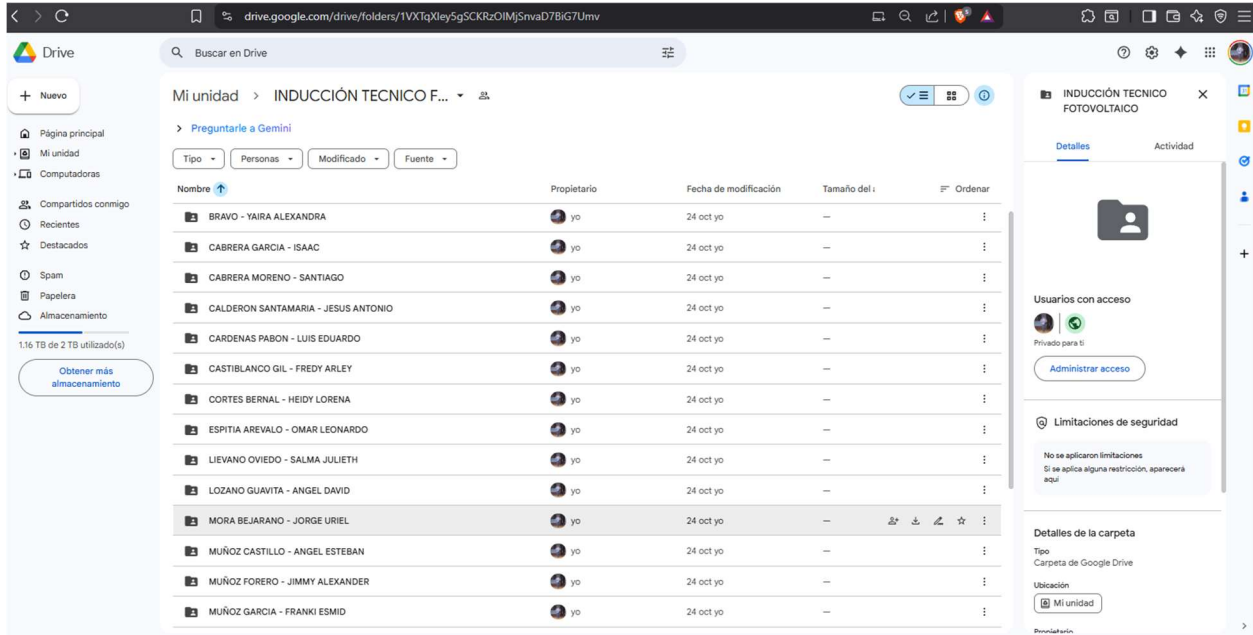 drive.google.com/drive/folders/1VXTqXIey5gSCKRzOIMjSnvaD7BiG7Umv
Drive
Buscar en Drive
Nuevo
Página principal
Mi unidad
Computadoras
Compartidos conmigo
Recientes
Destacados
Spam
Papelera
Almacenamiento
1.16 TB de 2 TB utilizado(s)
Obtener más
almacenamiento
Mi unidad > INDUCCIÓN TECNICO F...
Preguntarle a Gemini
Tipo Personas Modificado Fuente
Nombre Propietario Fecha de modificación Tamaño del Ordenar
BRAVO - YAIRA ALEXANDRA yo 24 oct yo —
CABRERA GARCIA - ISAAC yo 24 oct yo —
CABRERA MORENO - SANTIAGO yo 24 oct yo —
CALDERON SANTAMARIA - JESUS ANTONIO yo 24 oct yo —
CARDENAS PABON - LUIS EDUARDO yo 24 oct yo —
CASTIBLANCO GIL - FREDY ARLEY yo 24 oct yo —
CORTES BERNAL - HEIDY LORENA yo 24 oct yo —
ESPITIA AREVALO - OMAR LEONARDO yo 24 oct yo —
LIEVANO OVIEDO - SALMA JULIETH yo 24 oct yo —
LOZANO GUAVITA - ANGEL DAVID yo 24 oct yo —
MORA BEJARANO - JORGE URIEL yo 24 oct yo —
MUÑOZ CASTILLO - ANGEL ESTEBAN yo 24 oct yo —
MUÑOZ FORERO - JIMMY ALEXANDER yo 24 oct yo —
MUÑOZ GARCIA - FRANKI ESMID yo 24 oct yo —
INDUCCIÓN TECNICO
FOTOVOLTAICO
Detalles Actividad
Usuarios con acceso
Privado para ti
Administrar acceso
Limitaciones de seguridad
No se aplicaron limitaciones
Si se aplica alguna restricción, aparecerá
aquí
Detalles de la carpeta
Tipo
Carpeta de Google Drive
Ubicación
Mi unidad
Propietario